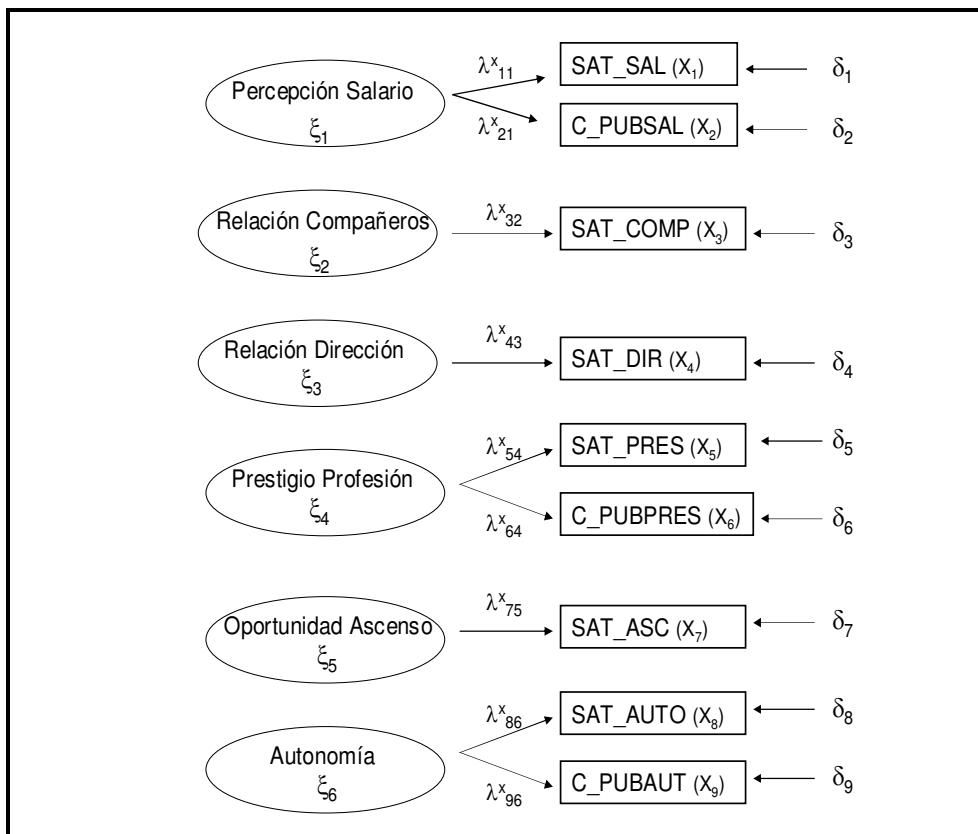 λˣ₁₁ SAT_SAL (X₁) δ₁
Percepción Salario
ξ₁
λˣ₂₁ C_PUBSAL (X₂) δ₂
Relación Compañeros λˣ₃₂ SAT_COMP (X₃) δ₃
ξ₂
Relación Dirección λˣ₄₃ SAT_DIR (X₄) δ₄
ξ₃
λˣ₅₄ SAT_PRES (X₅) δ₅
Prestigio Profesión
ξ₄
λˣ₆₄ C_PUBPRES (X₆) δ₆
Oportunidad Ascenso λˣ₇₅ SAT_ASC (X₇) δ₇
ξ₅
λˣ₈₆ SAT_AUTO (X₈) δ₈
Autonomía
ξ₆
λˣ₉₆ C_PUBAUT (X₉) δ₉